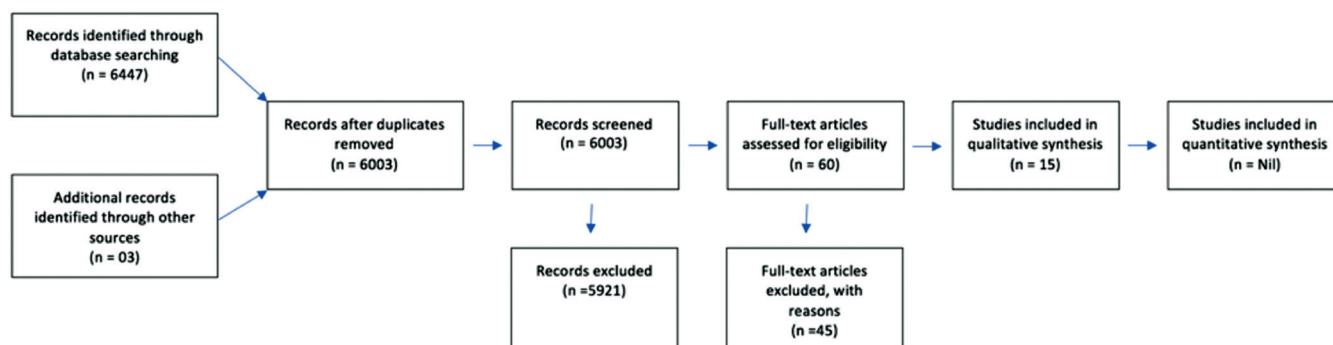 Records identified through
database searching
(n = 6447)
Additional records
identified through other
sources
(n = 03)
Records after duplicates
removed
(n = 6003)
Records screened
(n = 6003)
Records excluded
(n =5921)
Full-text articles
assessed for eligibility
(n = 60)
Full-text articles
excluded, with
reasons
(n =45)
Studies included in
qualitative synthesis
(n = 15)
Studies included in
quantitative synthesis
(n = Nil)